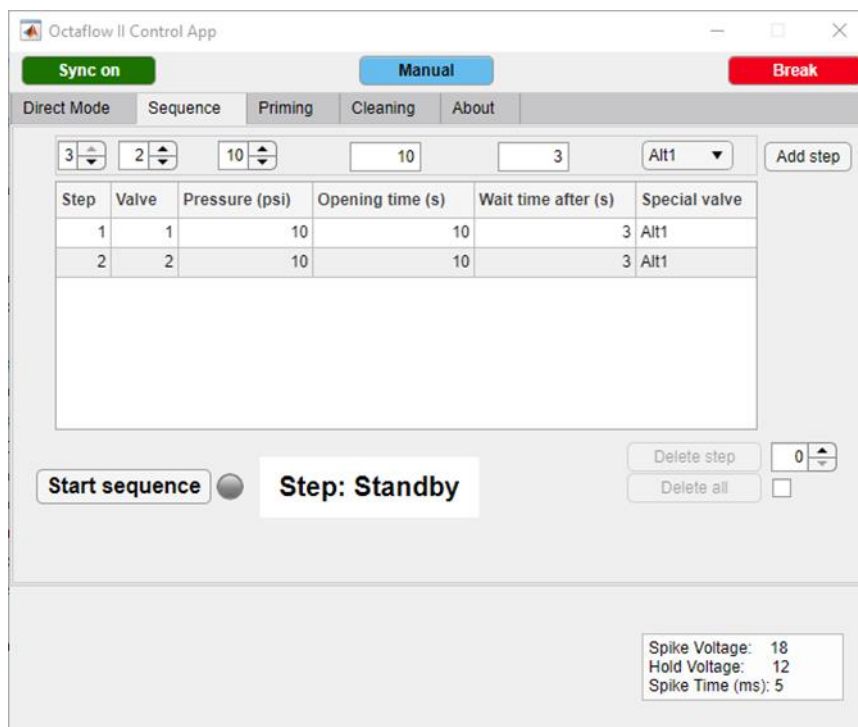 Octaflow II Control App
Sync on Manual Break
Direct Mode Sequence Priming Cleaning About
3 2 10 10 3 Alt1 Add step
Step Valve Pressure (psi) Opening time (s) Wait time after (s) Special valve
1 1 10 10 3 Alt1
2 2 10 10 3 Alt1
Delete step 0
Start sequence Step: Standby Delete all
Spike Voltage: 18
Hold Voltage: 12
Spike Time (ms): 5